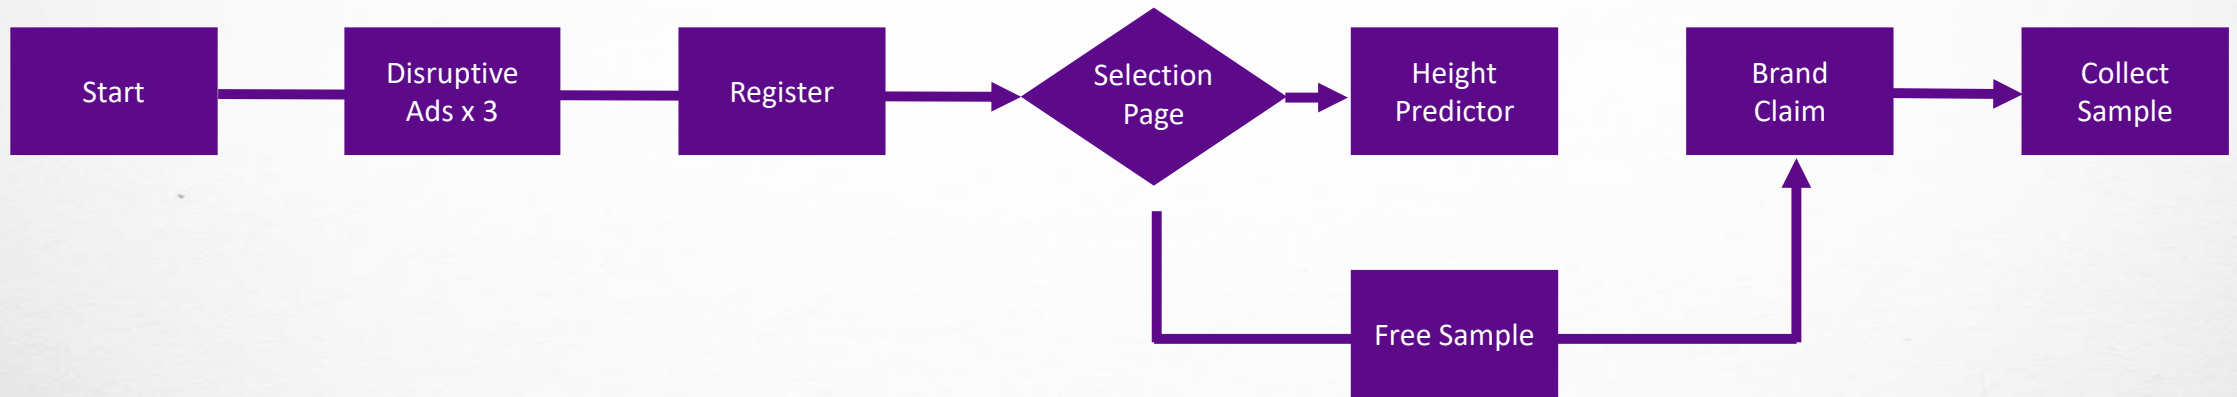 Start
Disruptive
Ads x 3
Register
Selection
Page
Height
Predictor
Brand
Claim
Collect
Sample
Free Sample